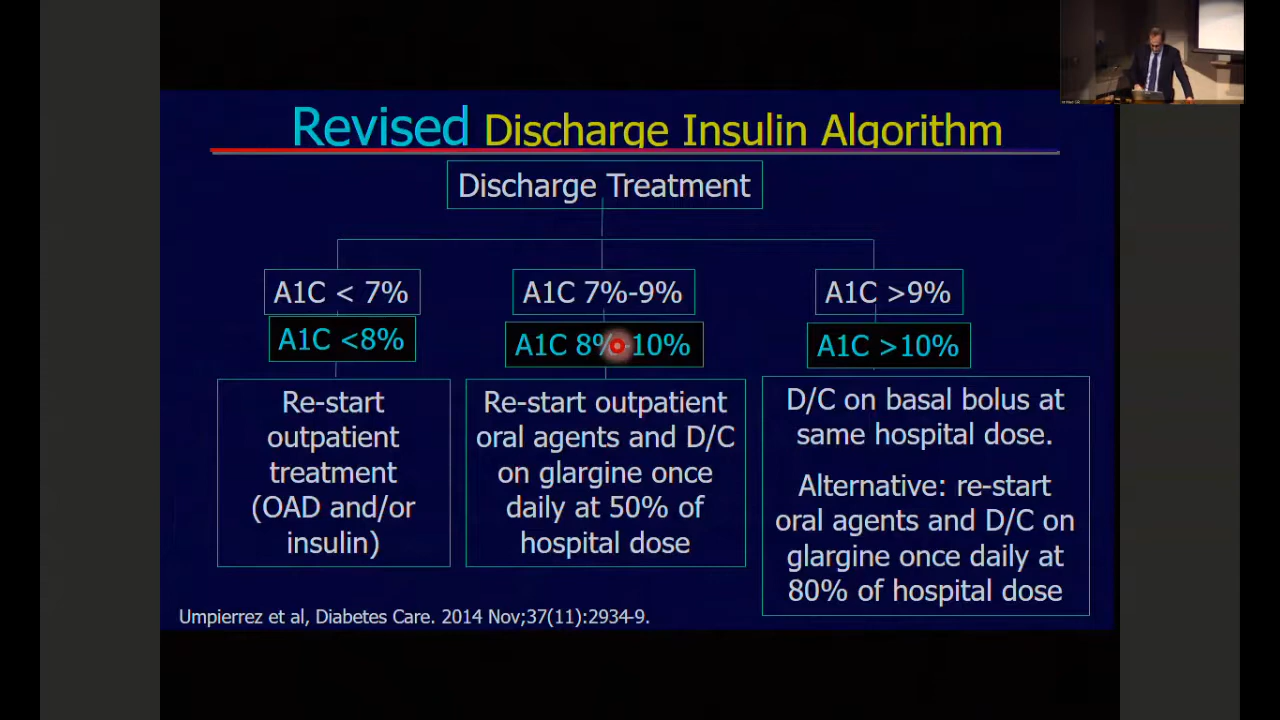 Revised Discharge Insulin Algorithm
Discharge Treatment
A1C < 7%
A1C <8%
Re-start
outpatient
treatment
(OAD and/or
insulin)
A1C 7%-9%
A1C 8%-10%
Re-start outpatient
oral agents and D/C
on glargine once
daily at 50% of
hospital dose
A1C >9%
A1C >10%
D/C on basal bolus at
same hospital dose.
Alternative: re-start
oral agents and D/C on
glargine once daily at
80% of hospital dose
Umpierrez et al, Diabetes Care. 2014 Nov;37(11):2934-9.